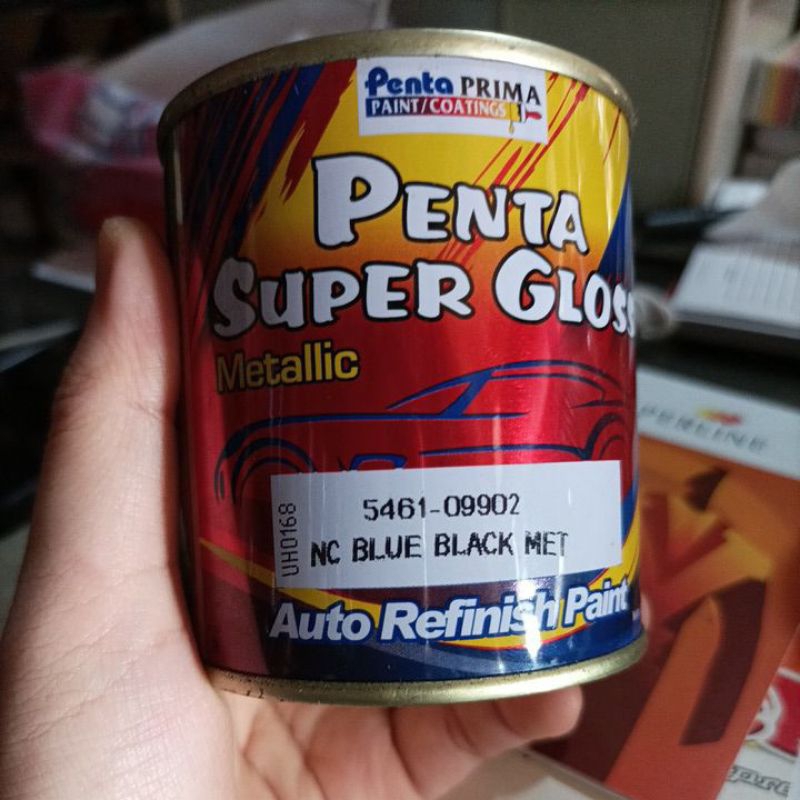 Penta PRIMA
PAINT/COATINGS
PENTA
SUPER GLOSS
Metallic
5461-09902
UH0168
NC BLUE BLACK MET
Auto Refinish Paint